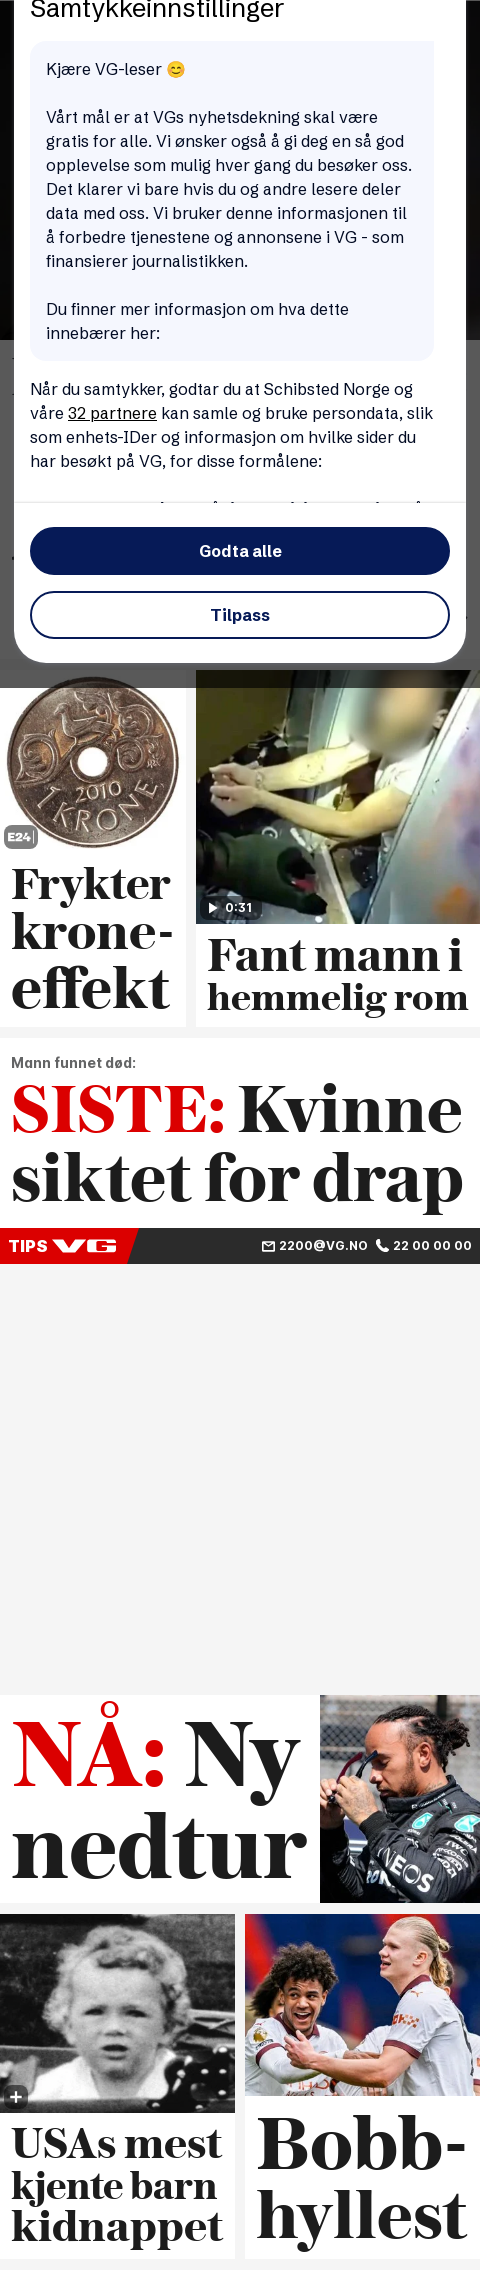 Samtykkeinnstillinger
Kjære VG-leser 😊
Vårt mål er at VGs nyhetsdekning skal være
gratis for alle. Vi ønsker også å gi deg en så god
opplevelse som mulig hver gang du besøker oss.
Det klarer vi bare hvis du og andre lesere deler
data med oss. Vi bruker denne informasjonen til
å forbedre tjenestene og annonsene i VG - som
finansierer journalistikken.
Du finner mer informasjon om hva dette
innebærer her:
Når du samtykker, godtar du at Schibsted Norge og
våre 32 partnere kan samle og bruke persondata, slik
som enhets-IDer og informasjon om hvilke sider du
har besøkt på VG, for disse formålene:
Godta alle
Tilpass
2010
1 KRONE
E24
0:31
Frykter
krone-
effekt
Fant mann i
hemmelig rom
Mann funnet død:
SISTE: Kvinne
siktet for drap
TIPS VG
2200@VG.NO
22 00 00 00
NÅ: Ny
nedtur
INEOS
USAs mest
kjente barn
kidnappet
Bobb-
hyllest